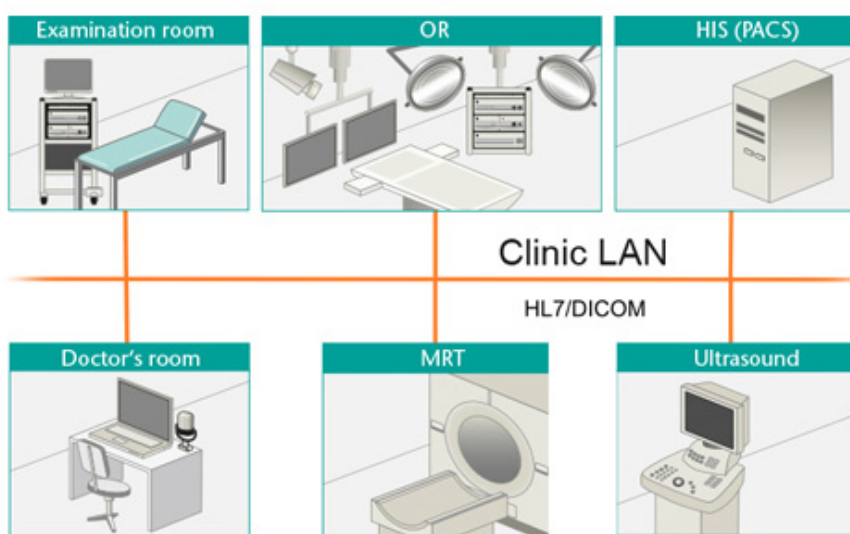 Examination room
OR
HIS (PACS)
Clinic LAN
HL7/DICOM
Doctor's room
MRT
Ultrasound